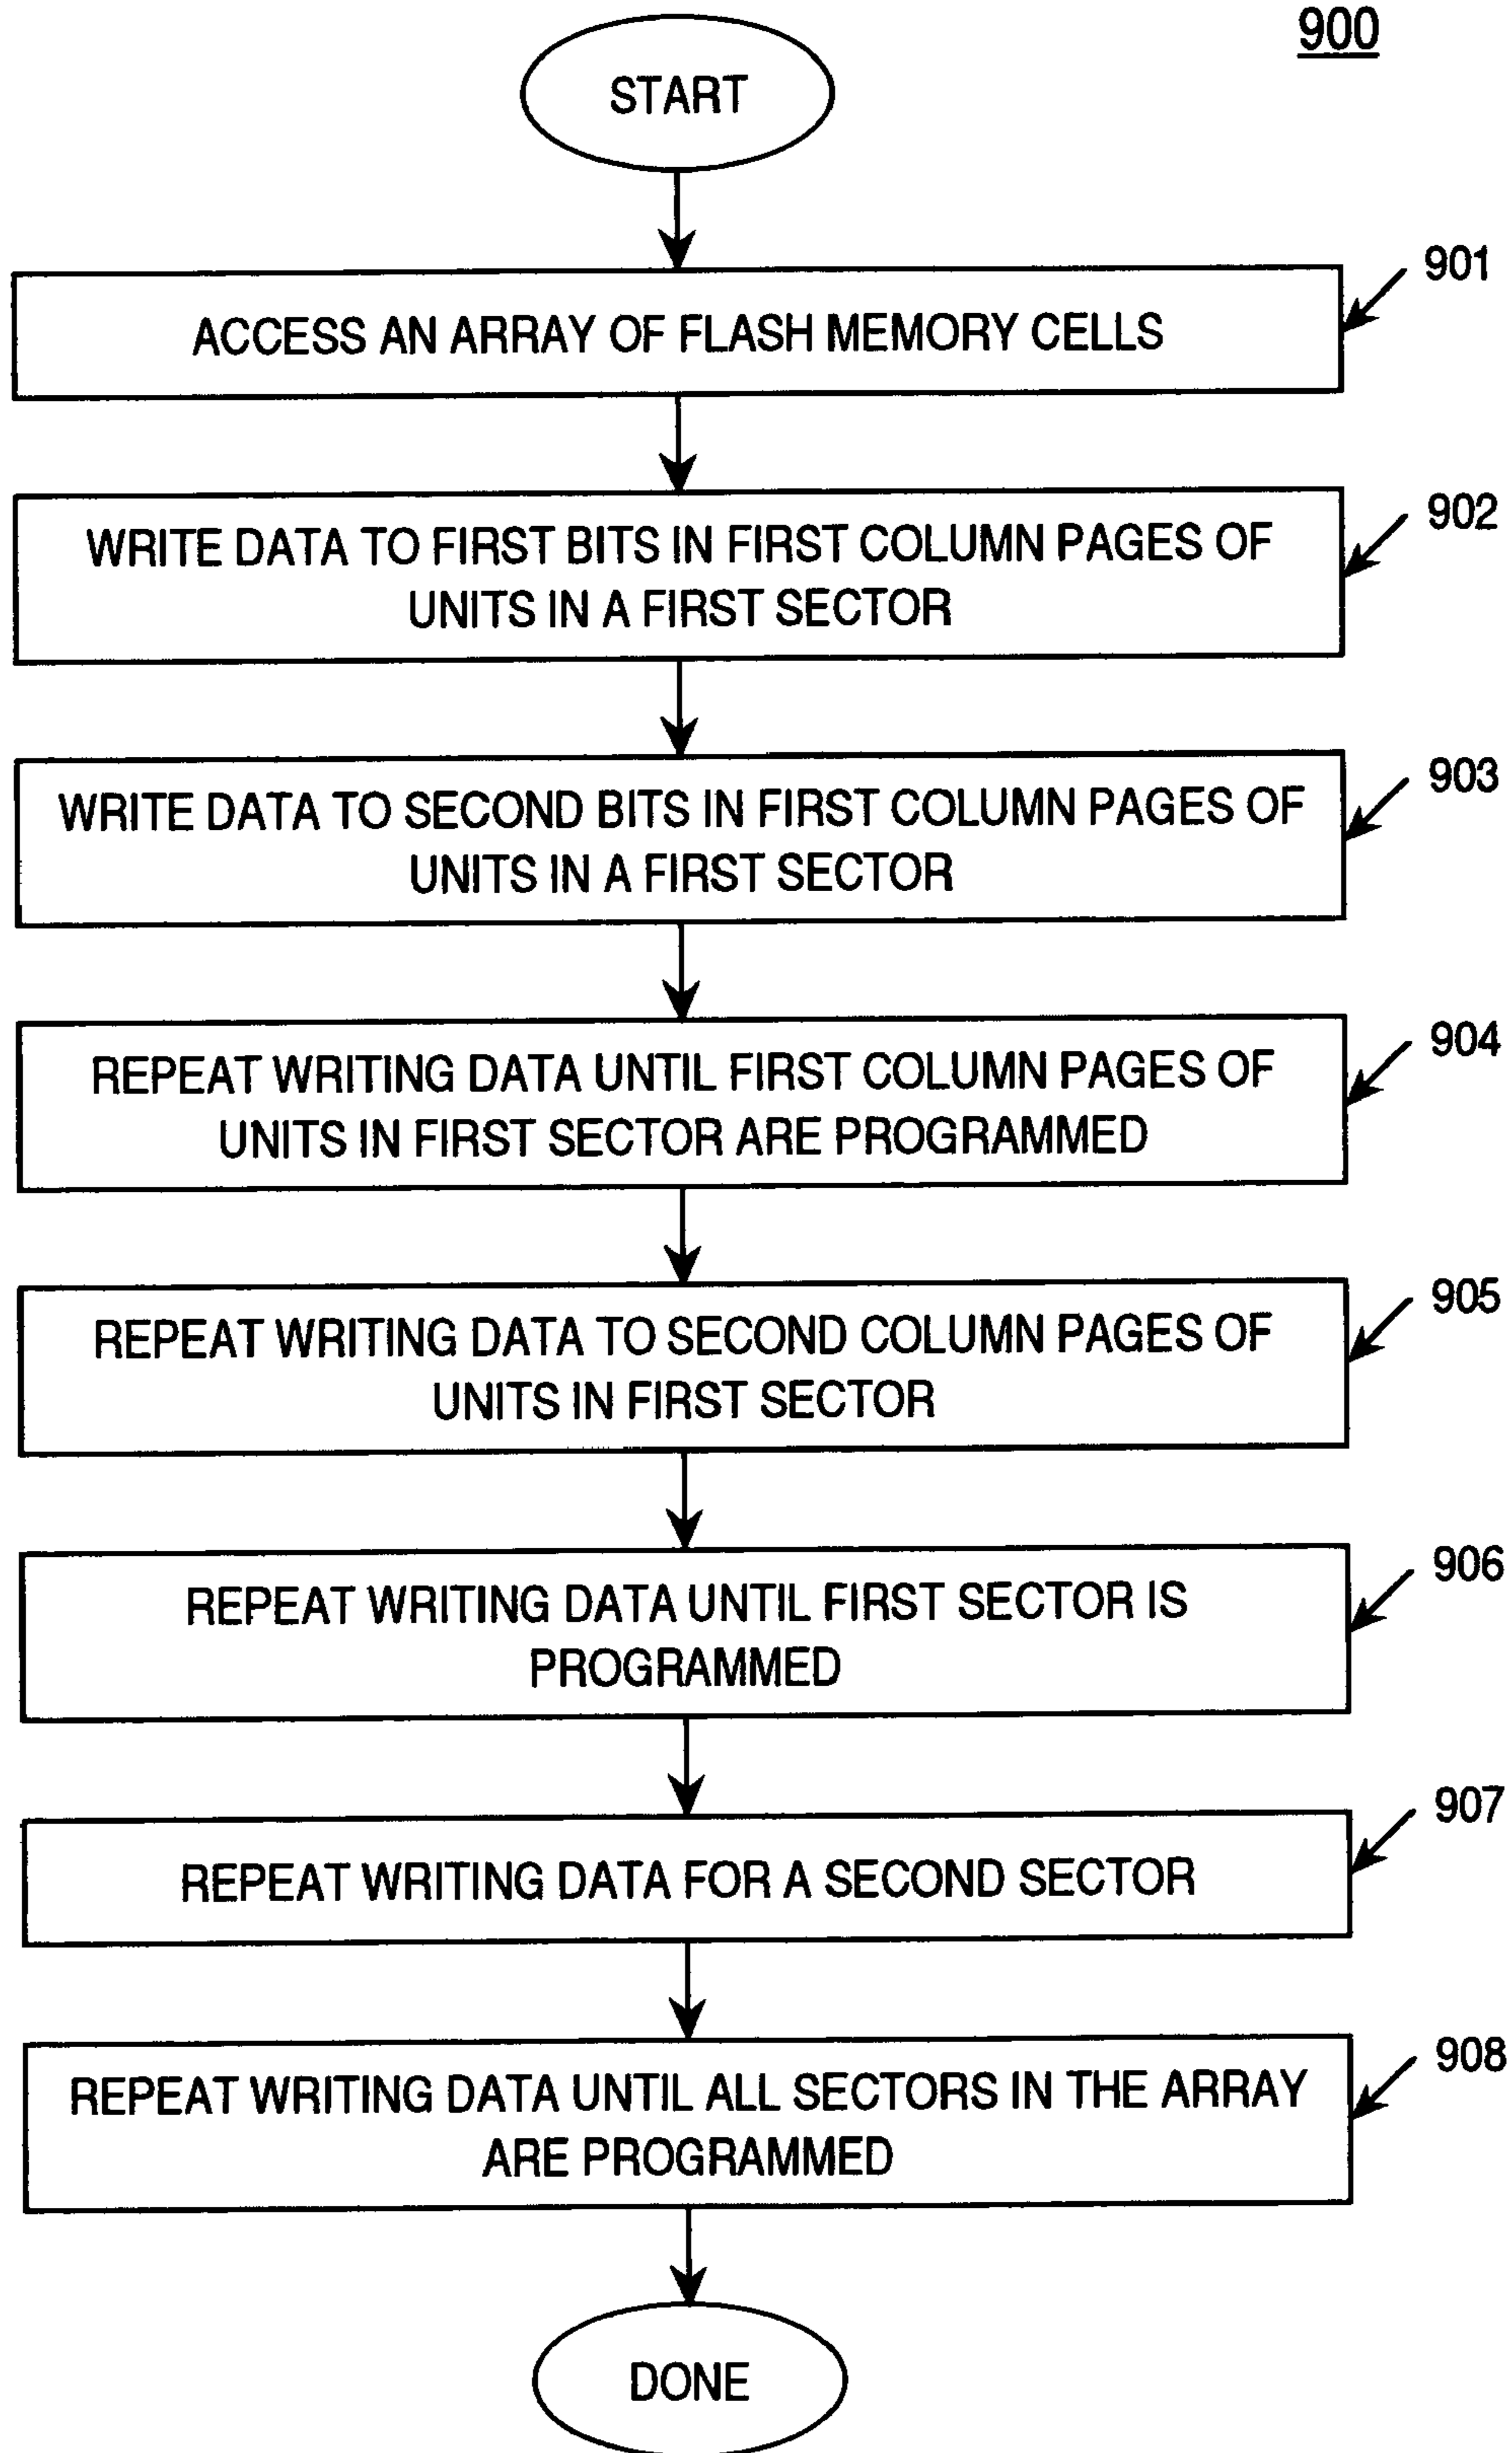 900
START
901
ACCESS AN ARRAY OF FLASH MEMORY CELLS
902
WRITE DATA TO FIRST BITS IN FIRST COLUMN PAGES OF
UNITS IN A FIRST SECTOR
903
WRITE DATA TO SECOND BITS IN FIRST COLUMN PAGES OF
UNITS IN A FIRST SECTOR
904
REPEAT WRITING DATA UNTIL FIRST COLUMN PAGES OF
UNITS IN FIRST SECTOR ARE PROGRAMMED
905
REPEAT WRITING DATA TO SECOND COLUMN PAGES OF
UNITS IN FIRST SECTOR
906
REPEAT WRITING DATA UNTIL FIRST SECTOR IS
PROGRAMMED
907
REPEAT WRITING DATA FOR A SECOND SECTOR
908
REPEAT WRITING DATA UNTIL ALL SECTORS IN THE ARRAY
ARE PROGRAMMED
DONE